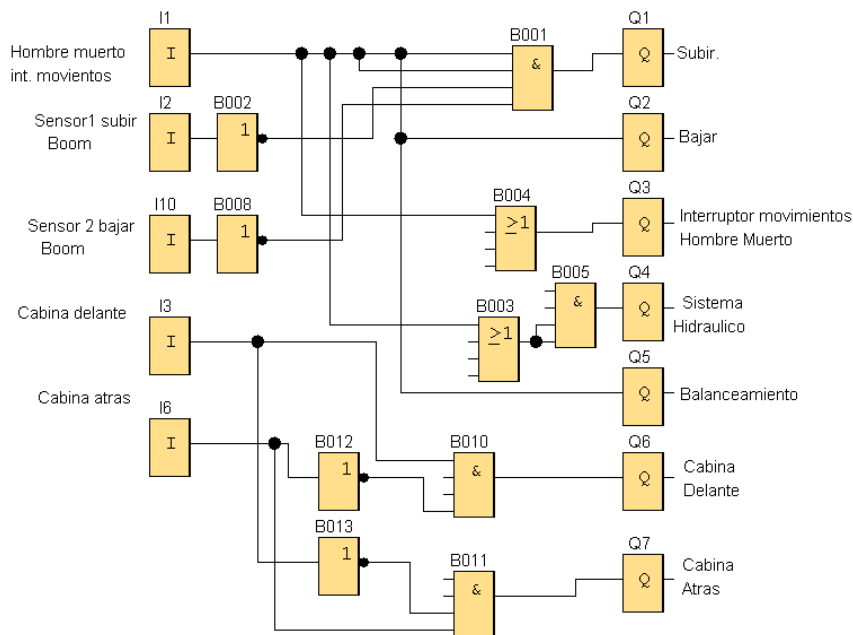 I1
Hombre muerto
int. movientos
I
B001
&
Q1
Q
Subir.
I2
Sensor1 subir
Boom
I
B002
1
Q2
Q
Bajar
I10
Sensor 2 bajar
Boom
I
B008
1
B004
≥1
Q3
Q
Interruptor movimientos
Hombre Muerto
B003
≥1
B005
&
Q4
Q
Sistema
Hidraulico
I3
Cabina delante
I
Q5
Q
Balanceamiento
Cabina atras
I6
I
B012
1
B010
&
Q6
Q
Cabina
Delante
B013
1
B011
&
Q7
Q
Cabina
Atras